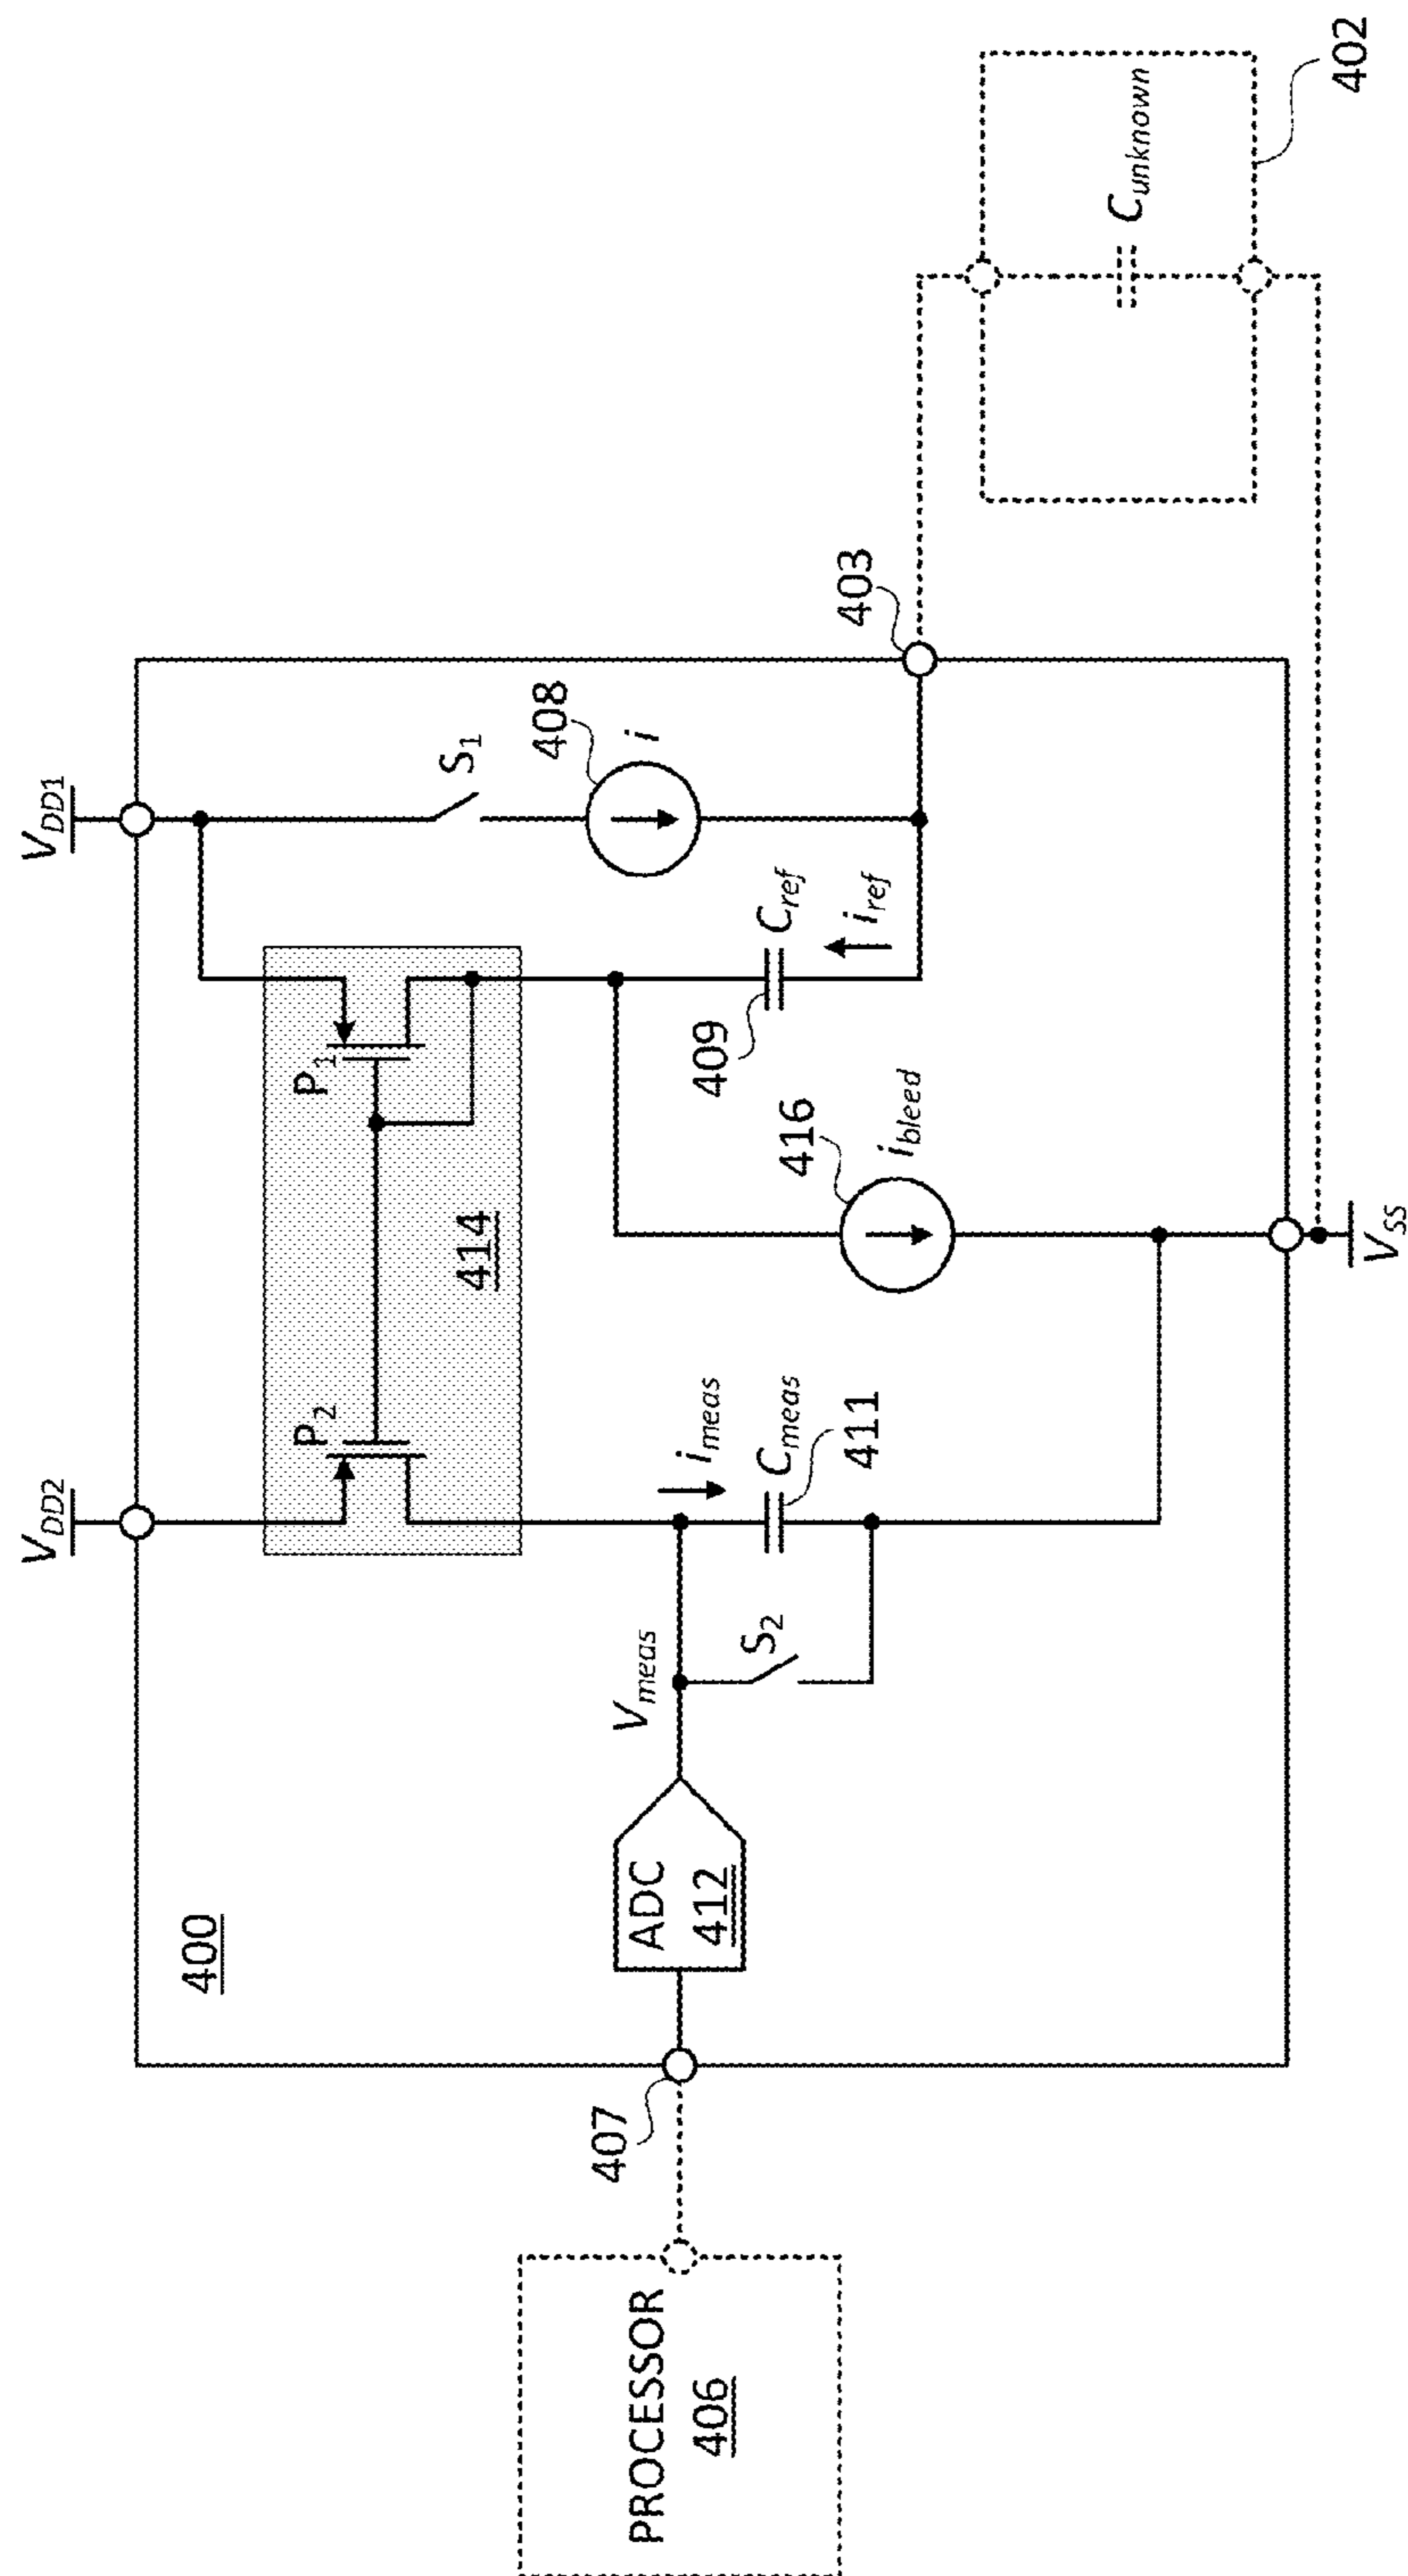 400
V_DD2
V_DD1
P_2
P_1
414
S_1
408
i
V_meas
i_meas
C_meas
411
S_2
409
C_ref
i_ref
416
i_bleed
403
ADC
412
407
PROCESSOR
406
V_SS
C_unknown
402